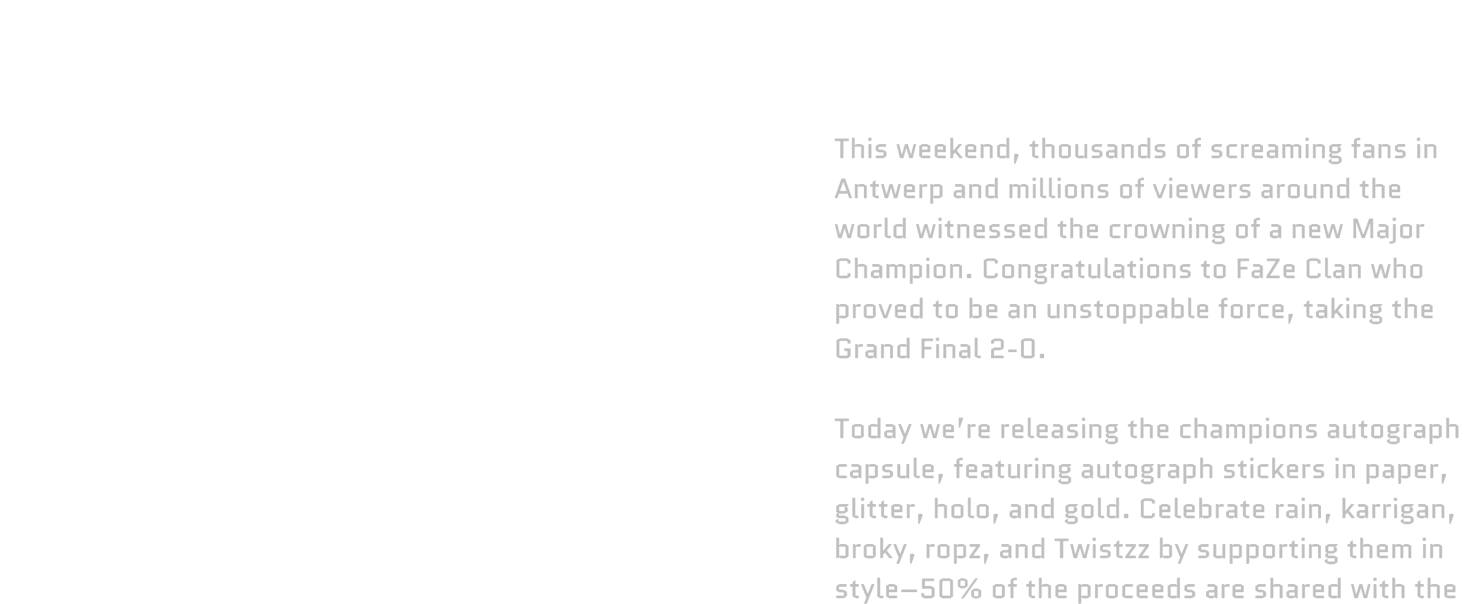 This weekend, thousands of screaming fans in
Antwerp and millions of viewers around the
world witnessed the crowning of a new Major
Champion. Congratulations to FaZe Clan who
proved to be an unstoppable force, taking the
Grand Final 2-0.
Today we’re releasing the champions autograph
capsule, featuring autograph stickers in paper,
glitter, holo, and gold. Celebrate rain, karrigan,
broky, ropz, and Twistzz by supporting them in
style–50% of the proceeds are shared with the